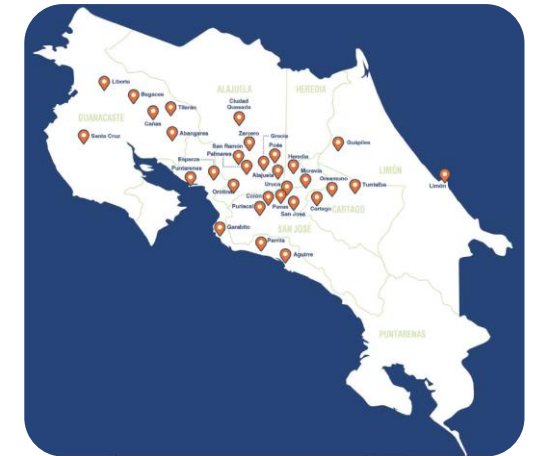 Liberia
Bagaces
ALAJUELA
HEREDIA
Tilarán
Ciudad
Quesada
Cañas
GUANACASTE
Santa Cruz
Abangares
Zarcero
Grecia
Guápiles
San Ramón
Poás
Palmares
Heredia
Esparza
Puntarenas
Alajuela
Moravia
LIMÓN
Limón
Orotina
Uruca
Oreamuno
Turrialba
Colón
Puriscal
Pavas
San José
Cartago
CARTAGO
Garabito
SAN JOSÉ
Parrita
Aguirre
PUNTARENAS